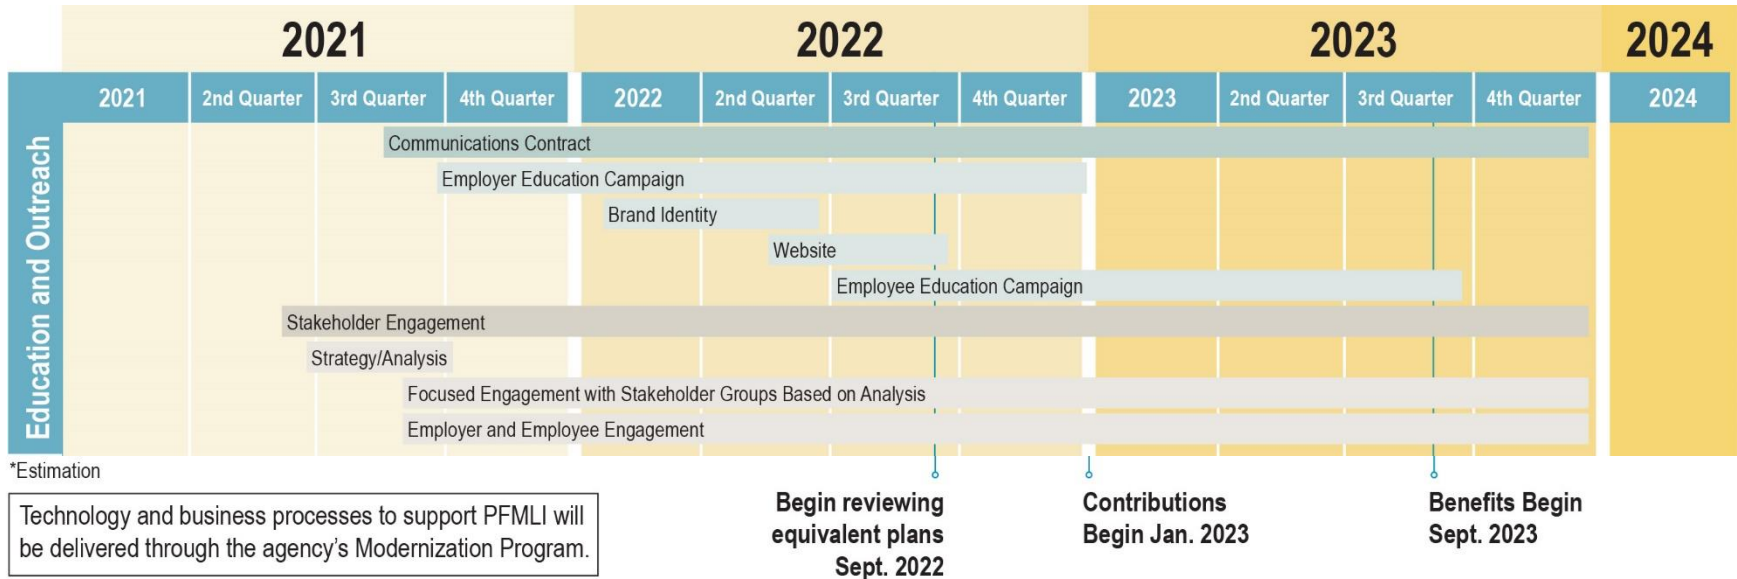 2021
2022
2023
2024
2021
2nd Quarter
3rd Quarter
4th Quarter
2022
2nd Quarter
3rd Quarter
4th Quarter
2023
2nd Quarter
3rd Quarter
4th Quarter
2024
Education and Outreach
Communications Contract
Employer Education Campaign
Brand Identity
Website
Employee Education Campaign
Stakeholder Engagement
Strategy/Analysis
Focused Engagement with Stakeholder Groups Based on Analysis
Employer and Employee Engagement
*Estimation
Technology and business processes to support PFMLI will
be delivered through the agency’s Modernization Program.
Begin reviewing
equivalent plans
Sept. 2022
Contributions
Begin Jan. 2023
Benefits Begin
Sept. 2023